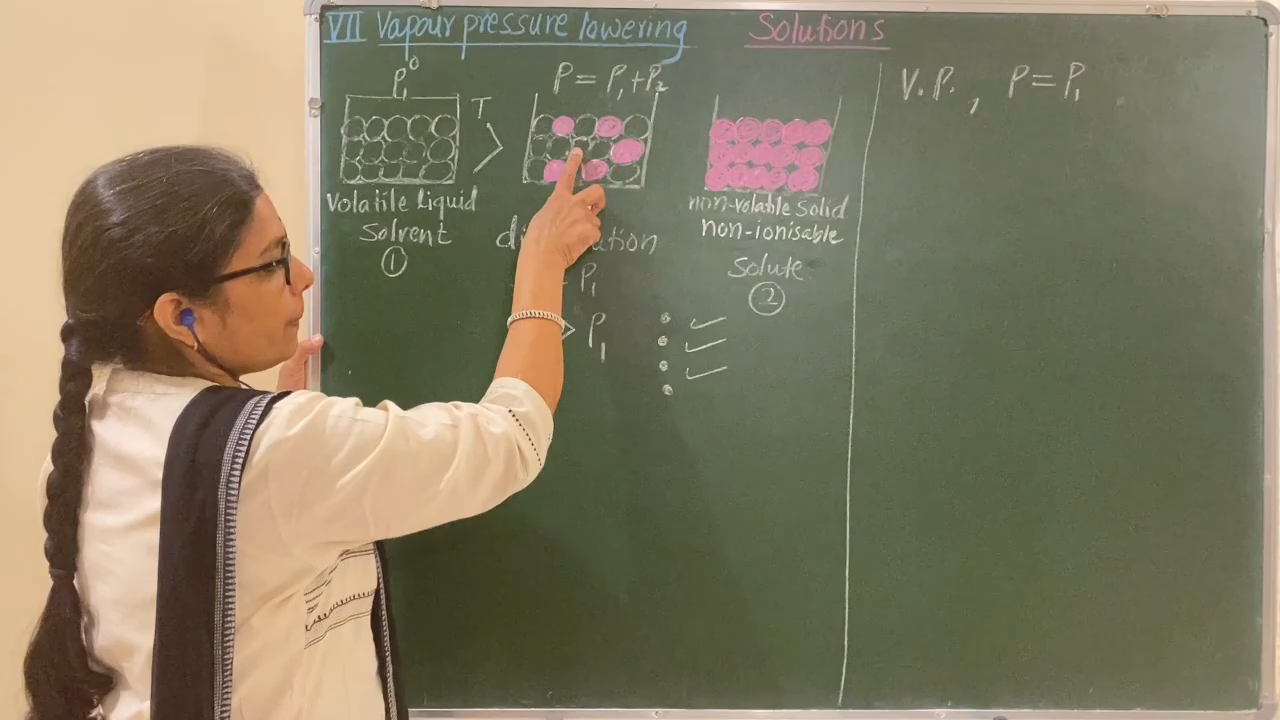 VII Vapour pressure lowering
Solutions
P₁⁰
T
>
P = P₁ + P₂
Volatile liquid
Solvent
①
P₁
> P₁
non-volatile solid
non-ionisable
Solute
②
V.P., P = P₁